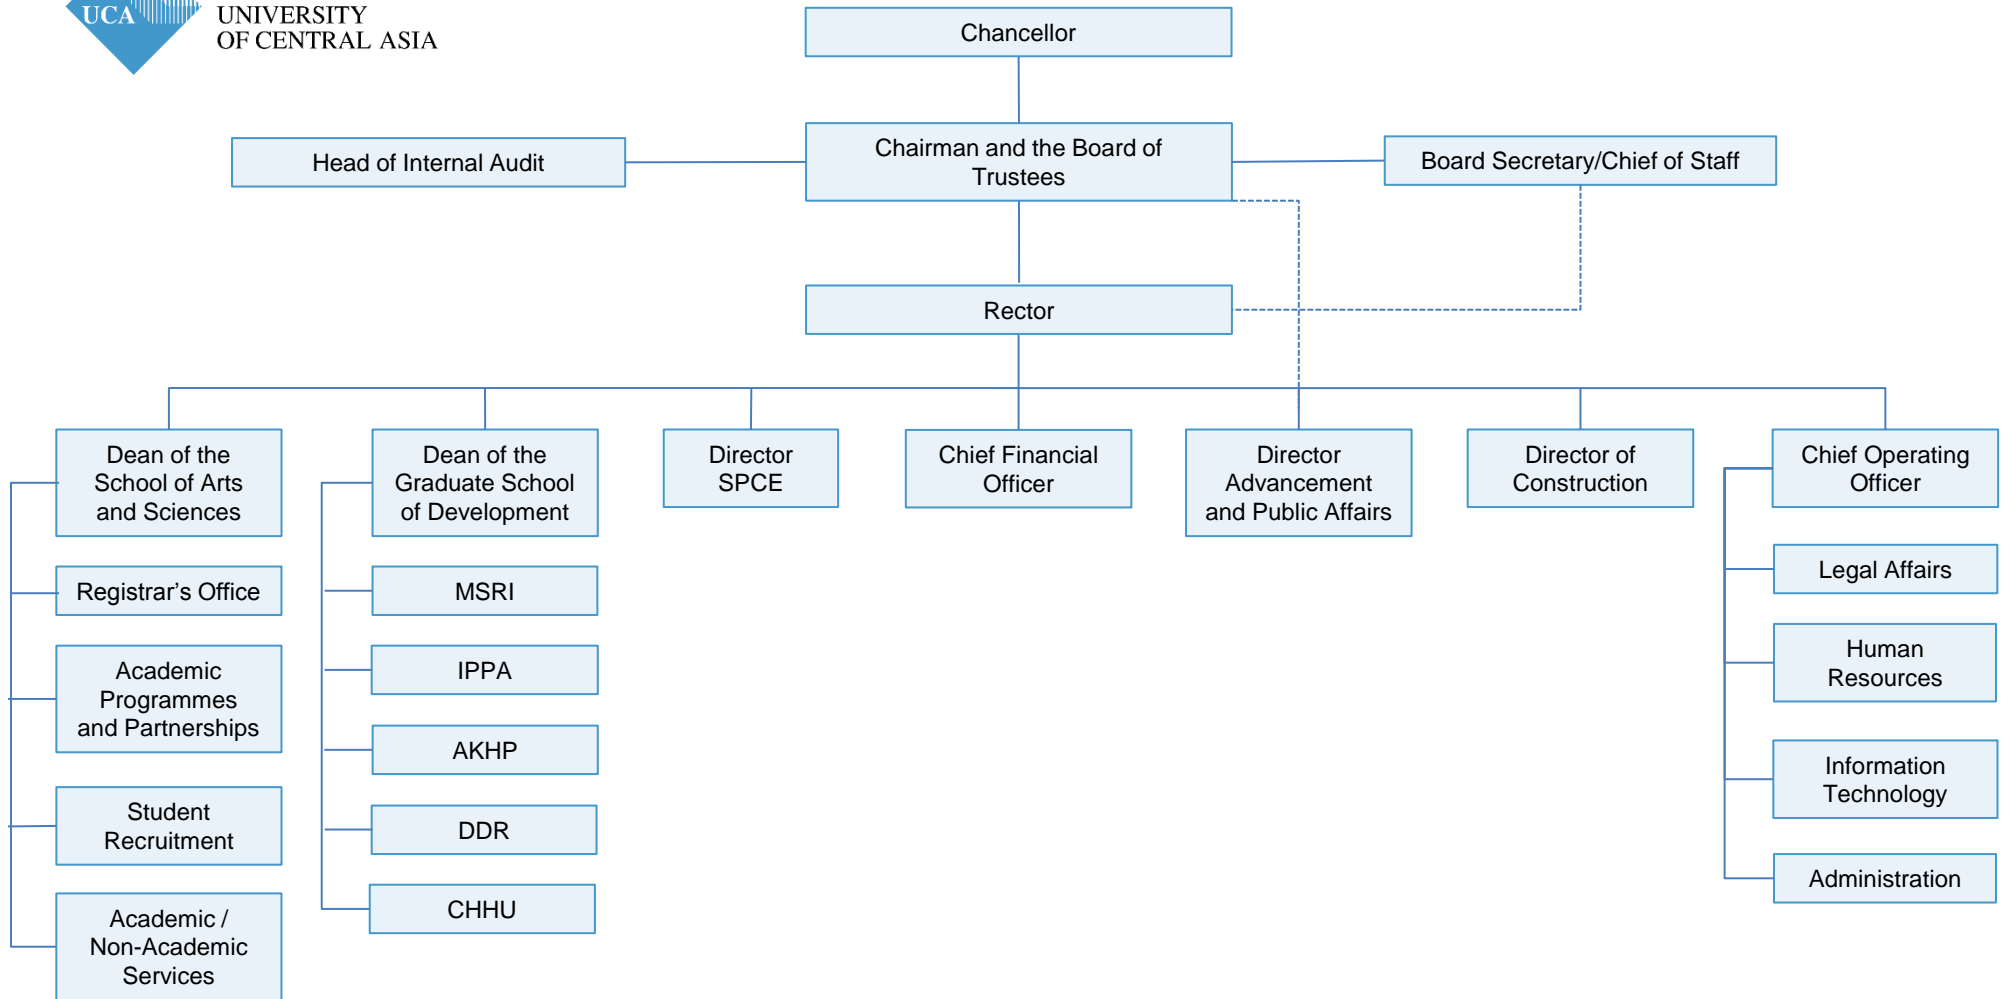 UCA
UNIVERSITY
OF CENTRAL ASIA
Chancellor
Head of Internal Audit
Chairman and the Board of
Trustees
Board Secretary/Chief of Staff
Rector
Dean of the
School of Arts
and Sciences
Dean of the
Graduate School
of Development
Director
SPCE
Chief Financial
Officer
Director
Advancement
and Public Affairs
Director of
Construction
Chief Operating
Officer
Registrar’s Office
Academic
Programmes
and Partnerships
Student
Recruitment
Academic /
Non-Academic
Services
MSRI
IPPA
AKHP
DDR
CHHU
Legal Affairs
Human
Resources
Information
Technology
Administration